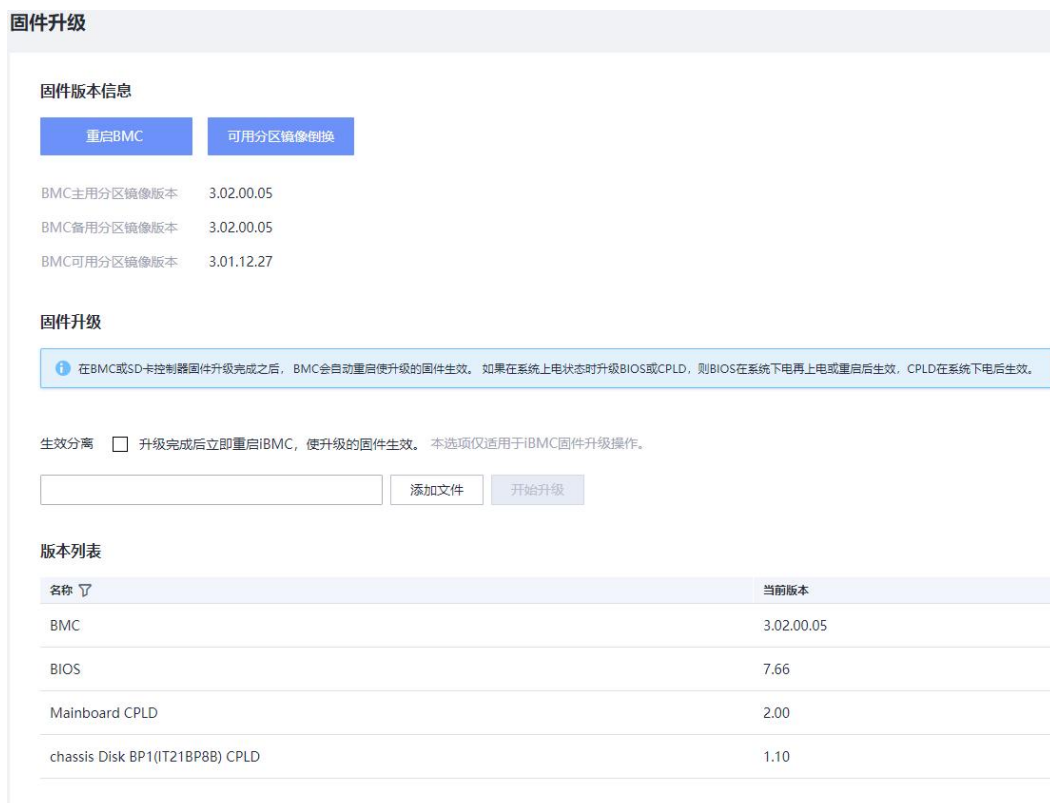 固件升级
固件版本信息
重启BMC
可用分区镜像倒换
BMC主用分区镜像版本 3.02.00.05
BMC备用分区镜像版本 3.02.00.05
BMC可用分区镜像版本 3.01.12.27
固件升级
在BMC或SD卡控制器固件升级完成之后，BMC会自动重启使升级的固件生效。 如果在系统上电状态时升级BIOS或CPLD，则BIOS在系统下电再上电或重启后生效，CPLD在系统下电后生效。
生效分离 升级完成后立即重启iBMC，使升级的固件生效。 本选项仅适用于iBMC固件升级操作。
添加文件 开始升级
版本列表
名称 当前版本
BMC 3.02.00.05
BIOS 7.66
Mainboard CPLD 2.00
chassis Disk BP1(IT21BP8B) CPLD 1.10